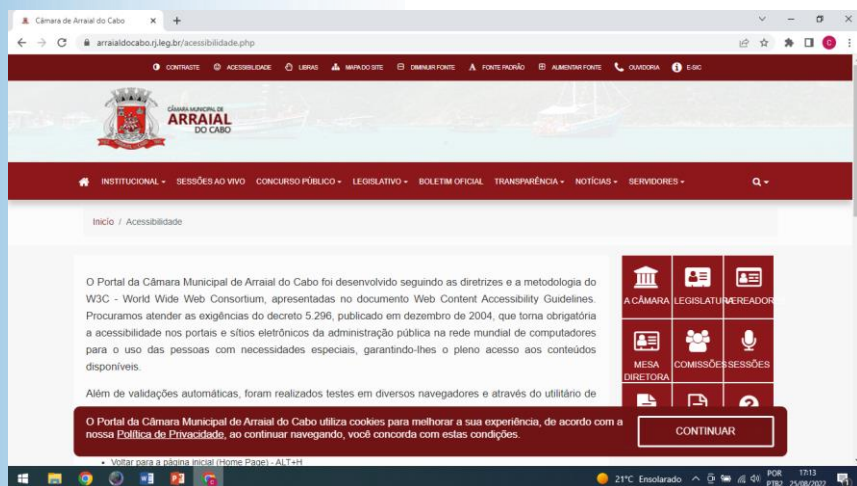 Câmara de Arraial do Cabo
arraialdocabo.rj.leg.br/acessibilidade.php
CONTRASTE ACESSIBILIDADE LIBRAS MAPA DO SITE DIMINUIR FONTE A FONTE PADRÃO AUMENTAR FONTE OUVIDORIA E-SIC
CÂMARA MUNICIPAL DE
ARRAIAL
DO CABO
INSTITUCIONAL SESSÕES AO VIVO CONCURSO PÚBLICO LEGISLATIVO BOLETIM OFICIAL TRANSPARÊNCIA NOTÍCIAS SERVIDORES
Início / Acessibilidade
O Portal da Câmara Municipal de Arraial do Cabo foi desenvolvido seguindo as diretrizes e a metodologia do
W3C - World Wide Web Consortium, apresentadas no documento Web Content Accessibility Guidelines.
Procuramos atender as exigências do decreto 5.296, publicado em dezembro de 2004, que torna obrigatória
a acessibilidade nos portais e sítios eletrônicos da administração pública na rede mundial de computadores
para o uso das pessoas com necessidades especiais, garantindo-lhes o pleno acesso aos conteúdos
disponíveis.
Além de validações automáticas, foram realizados testes em diversos navegadores e através do utilitário de
A CÂMARA LEGISLATURA VEREADOR
MESA
DIRETORA
COMISSÕES SESSÕES
O Portal da Câmara Municipal de Arraial do Cabo utiliza cookies para melhorar a sua experiência, de acordo com a
nossa Política de Privacidade, ao continuar navegando, você concorda com estas condições.
CONTINUAR
Voltar para a página inicial (Home Page) - ALT+H
21°C Ensolarado
POR
PTB2
17:13
25/08/2022